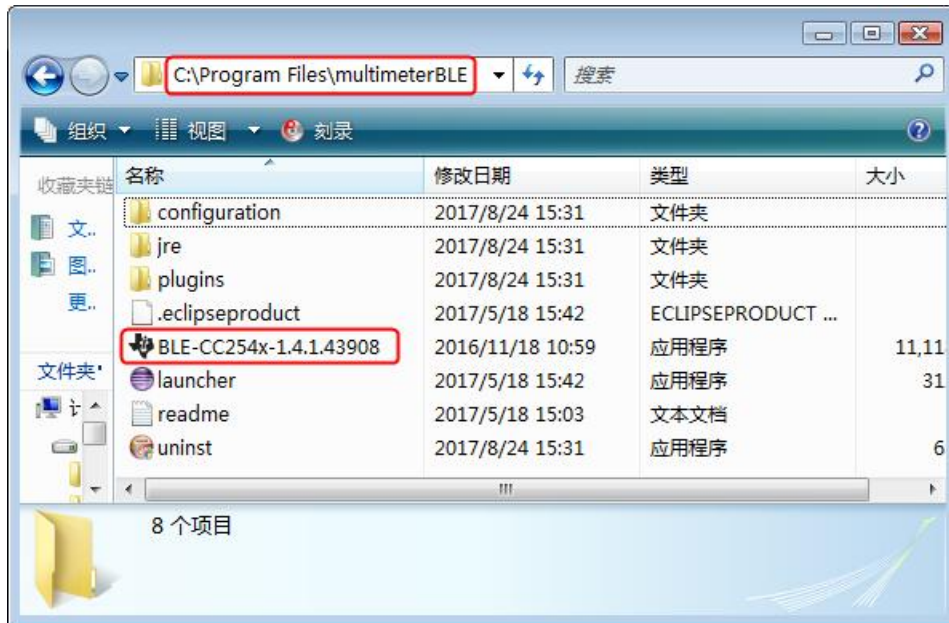 C:\Program Files\multimeterBLE 搜索
组织 视图 刻录
收藏夹链 名称 修改日期 类型 大小
configuration 2017/8/24 15:31 文件夹
文.. jre 2017/8/24 15:31 文件夹
图.. plugins 2017/8/24 15:31 文件夹
更.. .eclipseproduct 2017/5/18 15:42 ECLIPSEPRODUCT ...
BLE-CC254x-1.4.1.43908 2016/11/18 10:59 应用程序 11,11
文件夹 launcher 2017/5/18 15:42 应用程序 31
readme 2017/5/18 15:03 文本文档
uninst 2017/8/24 15:31 应用程序 6
8 个项目